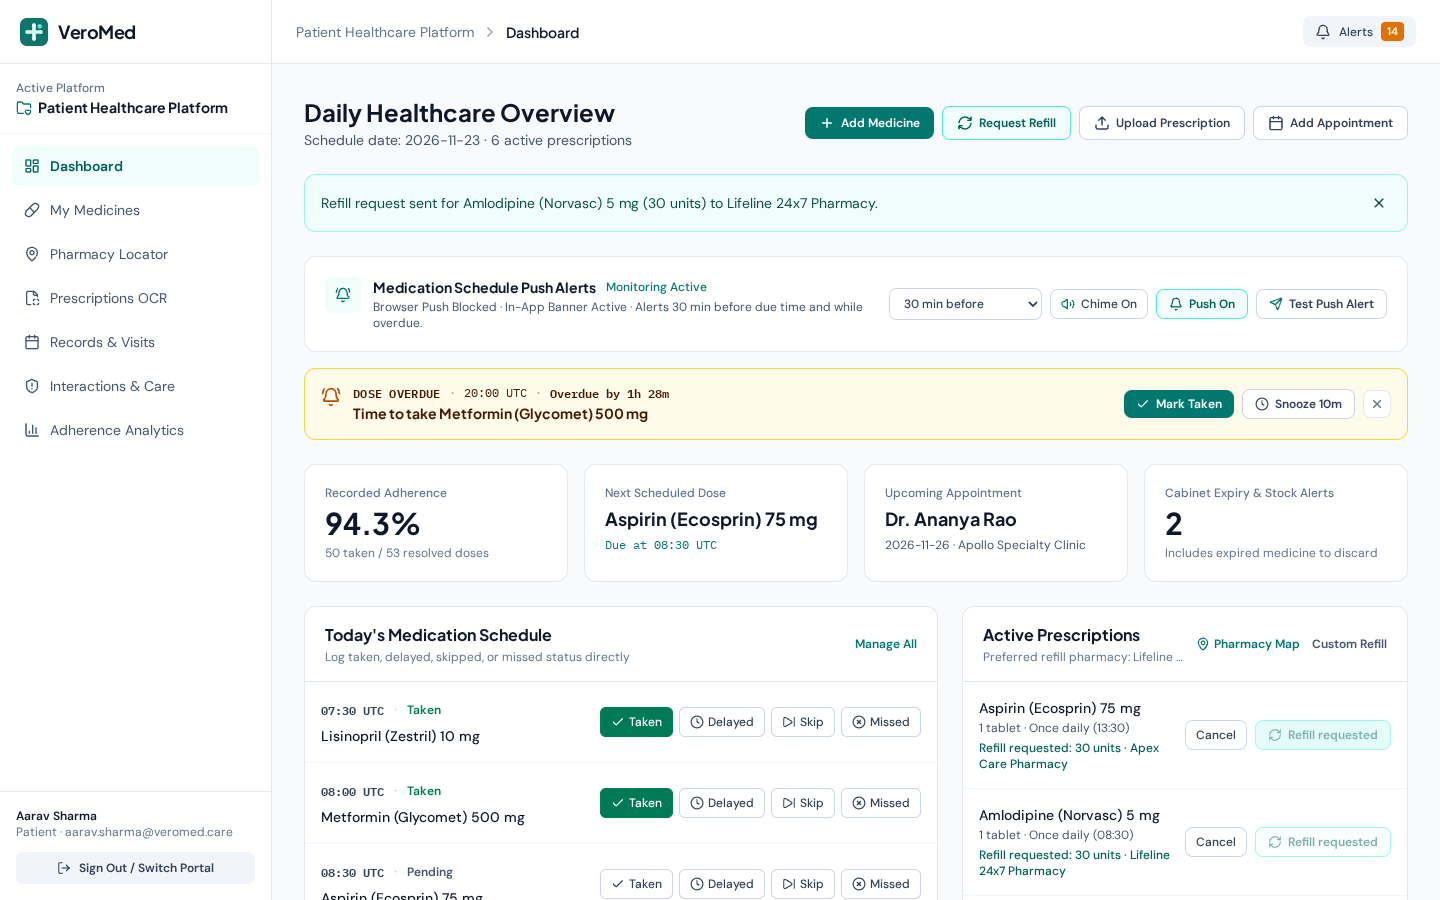 VeroMed
Patient Healthcare Platform
Dashboard
Alerts
14
Active Platform
Patient Healthcare Platform
Dashboard
My Medicines
Pharmacy Locator
Prescriptions OCR
Records & Visits
Interactions & Care
Adherence Analytics
Aarav Sharma
Patient · aarav.sharma@veromed.care
Sign Out / Switch Portal
Daily Healthcare Overview
Schedule date: 2026-11-23 · 6 active prescriptions
Add Medicine
Request Refill
Upload Prescription
Add Appointment
Refill request sent for Amlodipine (Norvasc) 5 mg (30 units) to Lifeline 24x7 Pharmacy.
Medication Schedule Push Alerts Monitoring Active
Browser Push Blocked · In-App Banner Active · Alerts 30 min before due time and while
overdue.
30 min before
Chime On
Push On
Test Push Alert
DOSE OVERDUE · 20:00 UTC · Overdue by 1h 28m
Time to take Metformin (Glycomet) 500 mg
Mark Taken
Snooze 10m
Recorded Adherence
94.3%
50 taken / 53 resolved doses
Next Scheduled Dose
Aspirin (Ecosprin) 75 mg
Due at 08:30 UTC
Upcoming Appointment
Dr. Ananya Rao
2026-11-26 · Apollo Specialty Clinic
Cabinet Expiry & Stock Alerts
2
Includes expired medicine to discard
Today's Medication Schedule
Log taken, delayed, skipped, or missed status directly
Manage All
07:30 UTC · Taken
Lisinopril (Zestril) 10 mg
Taken
Delayed
Skip
Missed
08:00 UTC · Taken
Metformin (Glycomet) 500 mg
Taken
Delayed
Skip
Missed
08:30 UTC · Pending
Aspirin (Ecosprin) 75 mg
Taken
Delayed
Skip
Missed
Active Prescriptions
Preferred refill pharmacy: Lifeline ...
Pharmacy Map
Custom Refill
Aspirin (Ecosprin) 75 mg
1 tablet · Once daily (13:30)
Refill requested: 30 units · Apex
Care Pharmacy
Cancel
Refill requested
Amlodipine (Norvasc) 5 mg
1 tablet · Once daily (08:30)
Refill requested: 30 units · Lifeline
24x7 Pharmacy
Cancel
Refill requested